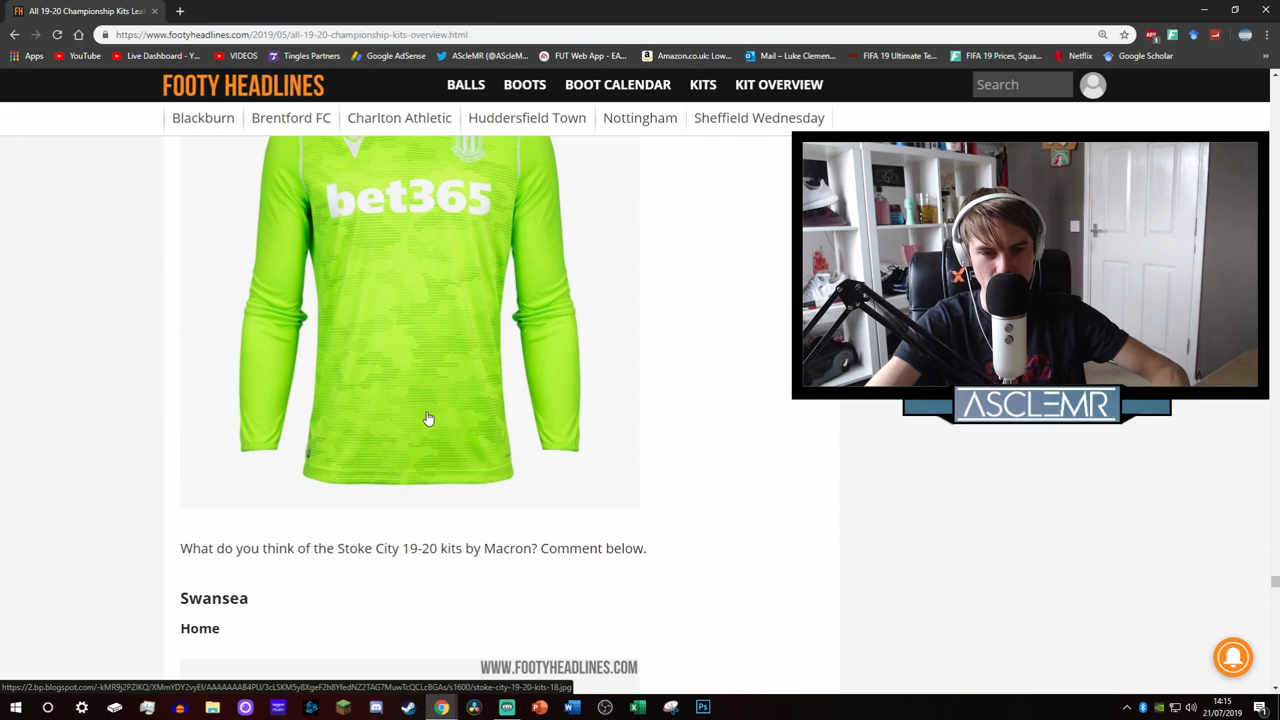 All 19-20 Championship Kits Leak
https://www.footyheadlines.com/2019/05/all-19-20-championship-kits-overview.html
Apps YouTube Live Dashboard - Y... VIDEOS Tingles Partners Google AdSense Twitter (@AScleM... FUT Web App - EA... Amazon.co.uk: Low... Mail – Luke Clemen... FIFA 19 Ultimate Te... FIFA 19 Prices, Squa... Netflix Google Scholar
FOOTY HEADLINES BALLS BOOTS BOOT CALENDAR KITS KIT OVERVIEW Search
Blackburn Brentford FC Charlton Athletic Huddersfield Town Nottingham Sheffield Wednesday
bet365
ASCLEMR
What do you think of the Stoke City 19-20 kits by Macron? Comment below.
Swansea
Home
WWW.FOOTYHEADLINES.COM
14:15
21/07/2019